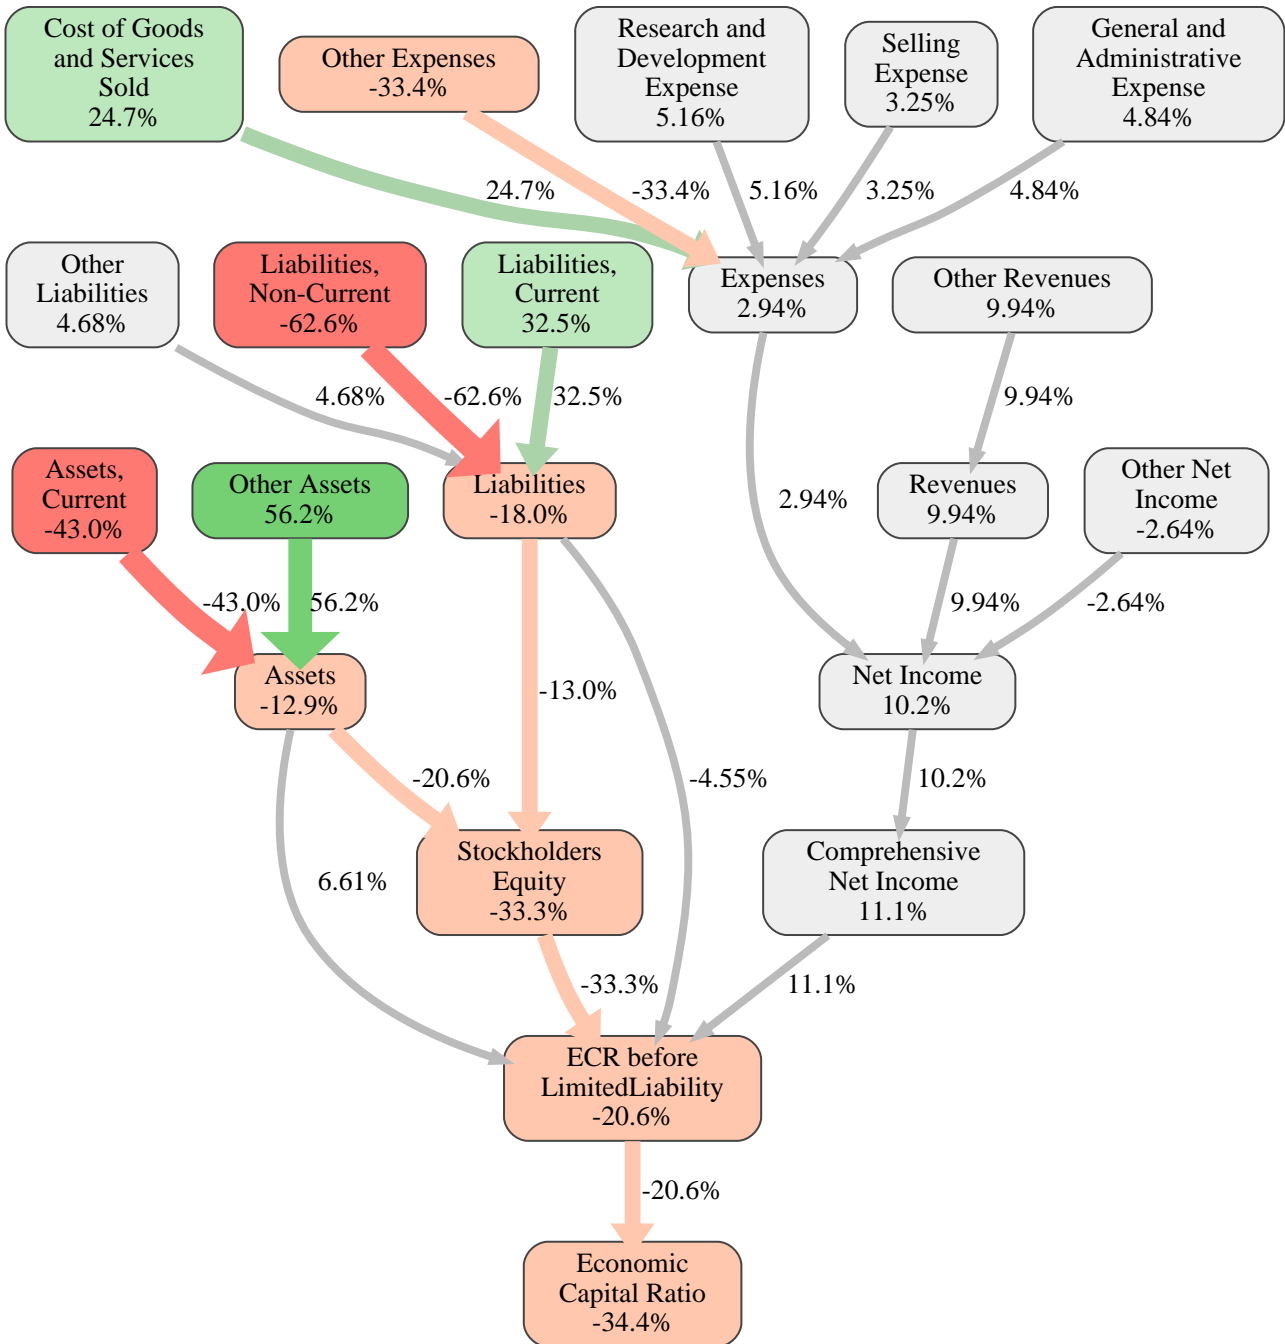 Cost of Goods
and Services
Sold
24.7%
Other Expenses
-33.4%
Research and
Development
Expense
5.16%
Selling
Expense
3.25%
General and
Administrative
Expense
4.84%
24.7%
-33.4%
5.16%
3.25%
4.84%
Other
Liabilities
4.68%
Liabilities,
Non-Current
-62.6%
Liabilities,
Current
32.5%
Expenses
2.94%
Other Revenues
9.94%
4.68%
-62.6%
32.5%
9.94%
Assets,
Current
-43.0%
Other Assets
56.2%
Liabilities
-18.0%
2.94%
Revenues
9.94%
Other Net
Income
-2.64%
-43.0%
56.2%
9.94%
-2.64%
Assets
-12.9%
-13.0%
Net Income
10.2%
-20.6%
-4.55%
10.2%
6.61%
Stockholders
Equity
-33.3%
Comprehensive
Net Income
11.1%
-33.3%
11.1%
ECR before
LimitedLiability
-20.6%
-20.6%
Economic
Capital Ratio
-34.4%